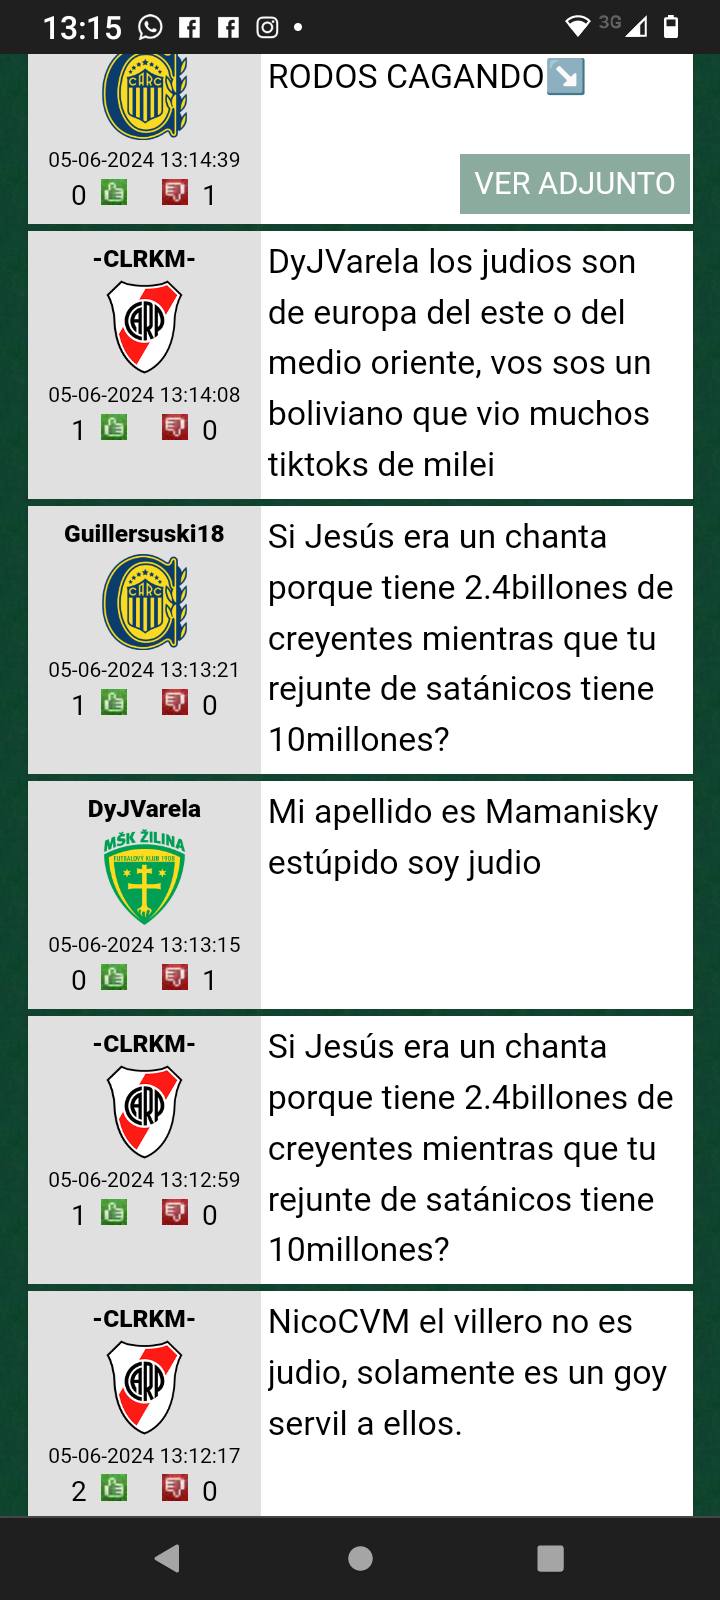 13:15
3G
RODOS CAGANDO↘️
CARC
05-06-2024 13:14:39
0 1
VER ADJUNTO
-CLRKM-
CARP
05-06-2024 13:14:08
1 0
DyJVarela los judios son
de europa del este o del
medio oriente, vos sos un
boliviano que vio muchos
tiktoks de milei
Guillersuski18
CARC
05-06-2024 13:13:21
1 0
Si Jesús era un chanta
porque tiene 2.4billones de
creyentes mientras que tu
rejunte de satánicos tiene
10millones?
DyJVarela
MŠK ŽILINA
FUTBALOVÝ KLUB 1908
05-06-2024 13:13:15
0 1
Mi apellido es Mamanisky
estúpido soy judio
-CLRKM-
CARP
05-06-2024 13:12:59
1 0
Si Jesús era un chanta
porque tiene 2.4billones de
creyentes mientras que tu
rejunte de satánicos tiene
10millones?
-CLRKM-
CARP
05-06-2024 13:12:17
2 0
NicoCVM el villero no es
judio, solamente es un goy
servil a ellos.